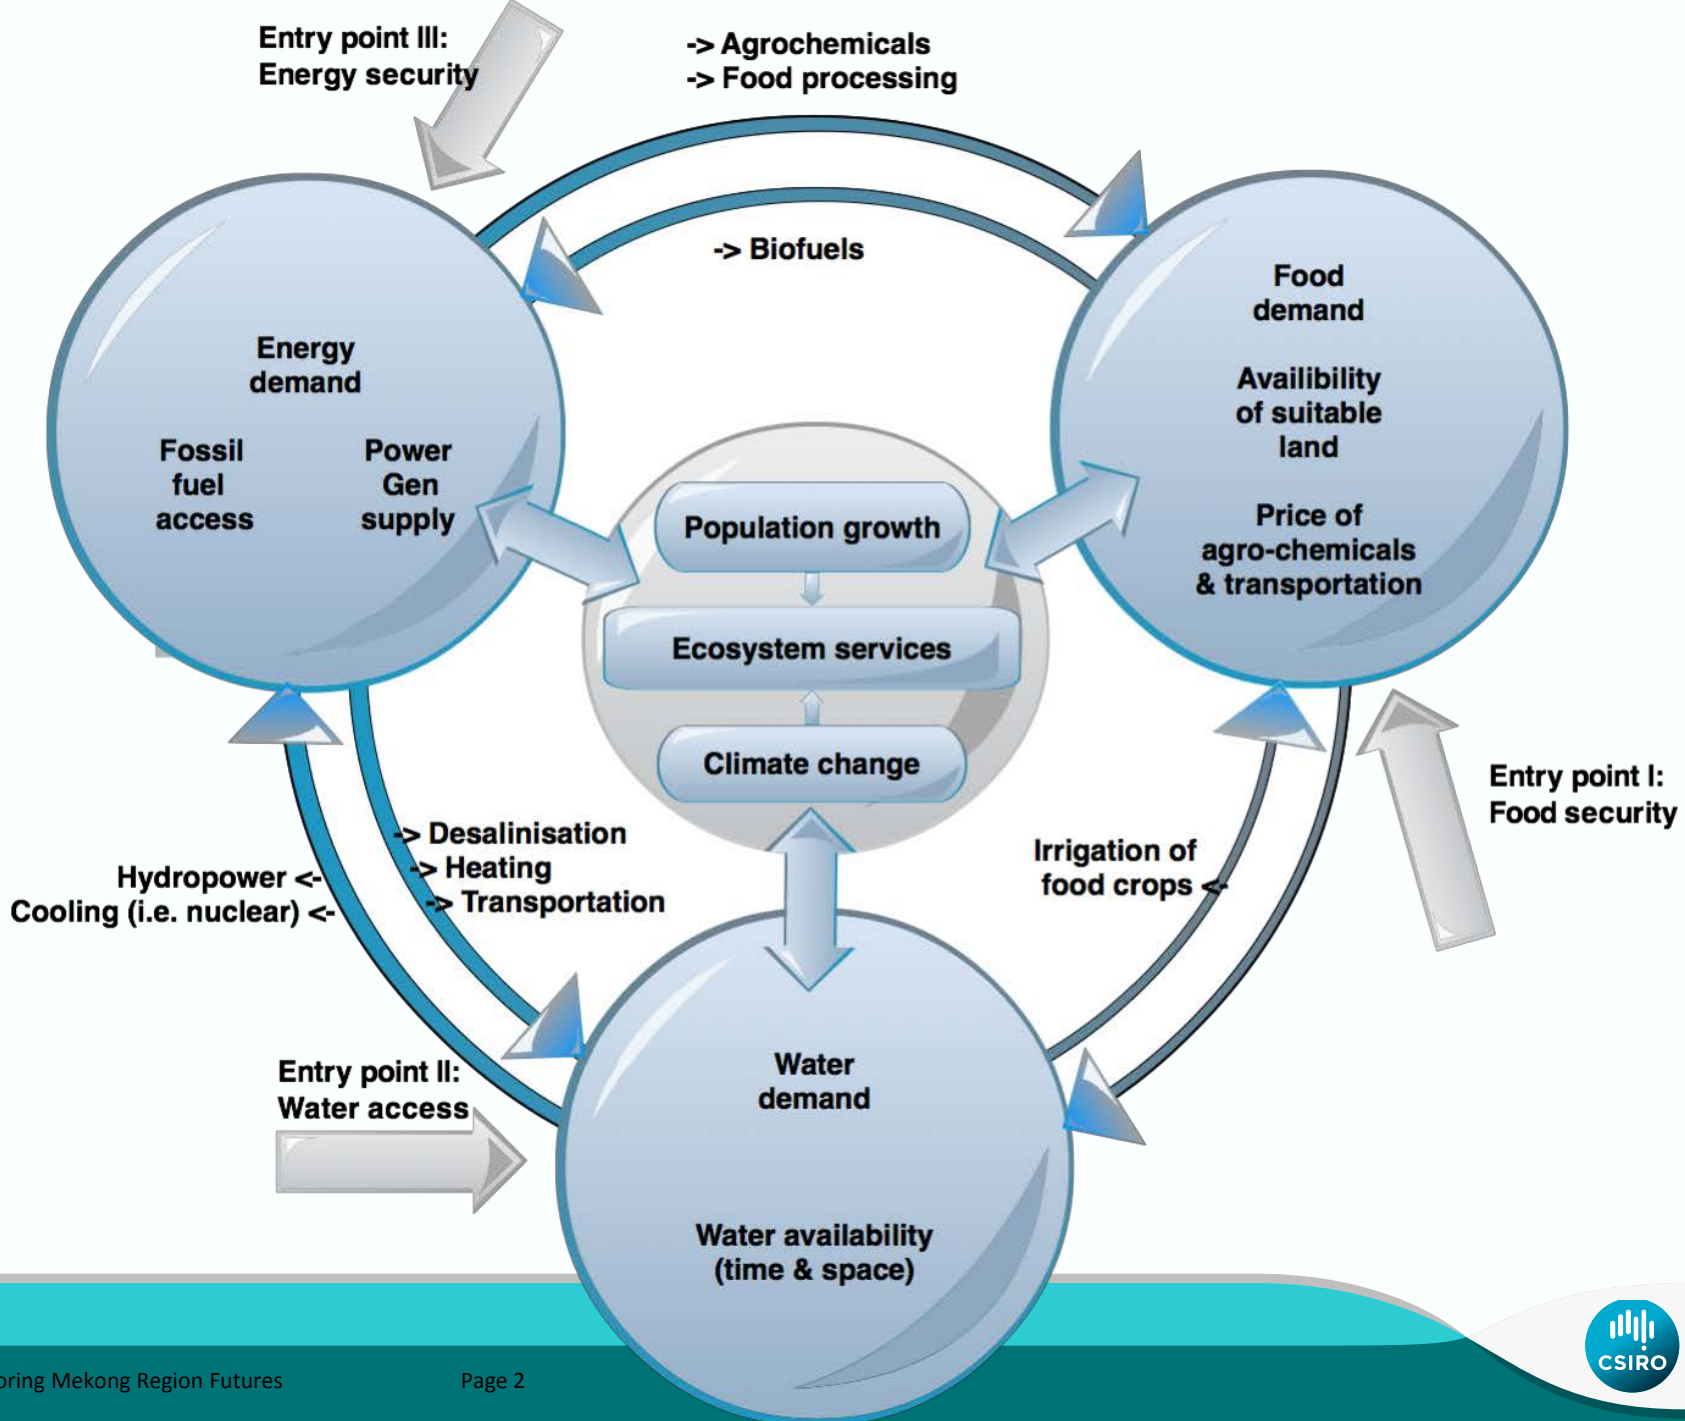 Entry point III:
Energy security
-> Agrochemicals
-> Food processing
-> Biofuels
Energy
demand
Fossil
fuel
access
Power
Gen
supply
Food
demand
Availibility
of suitable
land
Price of
agro-chemicals
& transportation
Population growth
Ecosystem services
Climate change
Entry point I:
Food security
-> Desalinisation
-> Heating
-> Transportation
Hydropower <-
Cooling (i.e. nuclear) <-
Irrigation of
food crops <-
Entry point II:
Water access
Water
demand
Water availability
(time & space)
oring Mekong Region Futures
Page 2
CSIRO